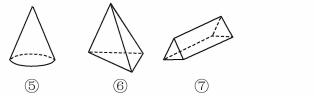 ⑤ ⑥ ⑦